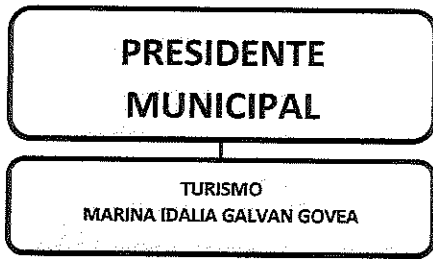 PRESIDENTE
MUNICIPAL
TURISMO
MARINA IDALIA GALVAN GOVEA